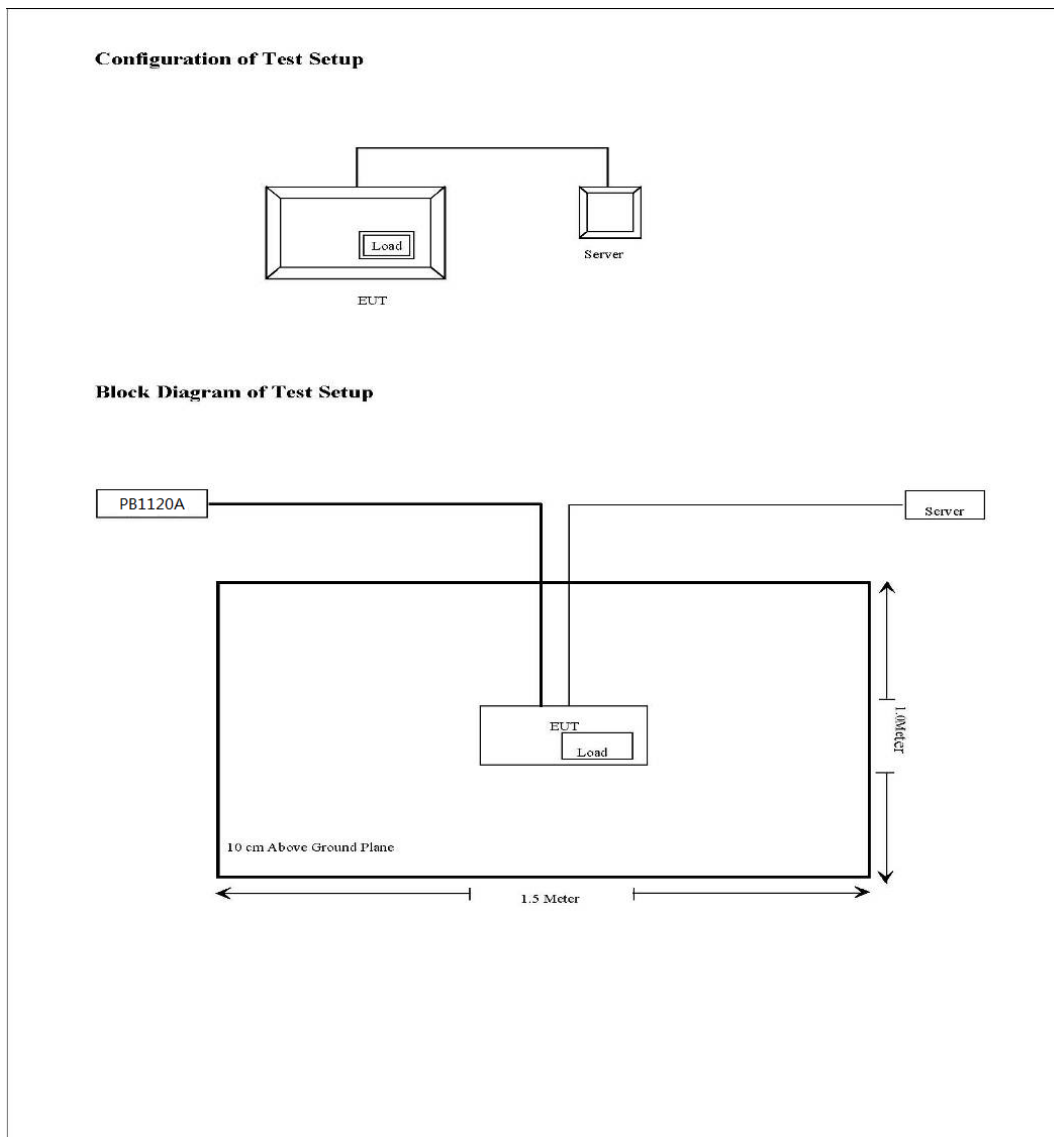 Configuration of Test Setup
Load
Server
EUT
Block Diagram of Test Setup
PB1120A
Server
EUT
Load
1.0Meter
10 cm Above Ground Plane
1.5 Meter